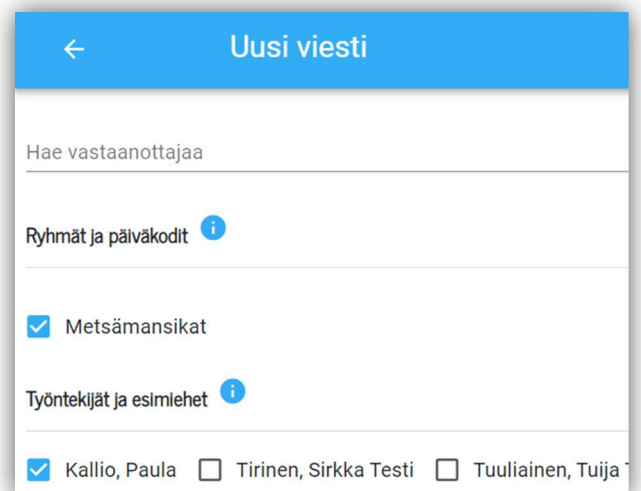 Uusi viesti
Hae vastaanottajaa
Ryhmät ja päiväkodit
Metsämansikat
Työntekijät ja esimiehet
Kallio, Paula Tirinen, Sirkka Testi Tuuliainen, Tuija